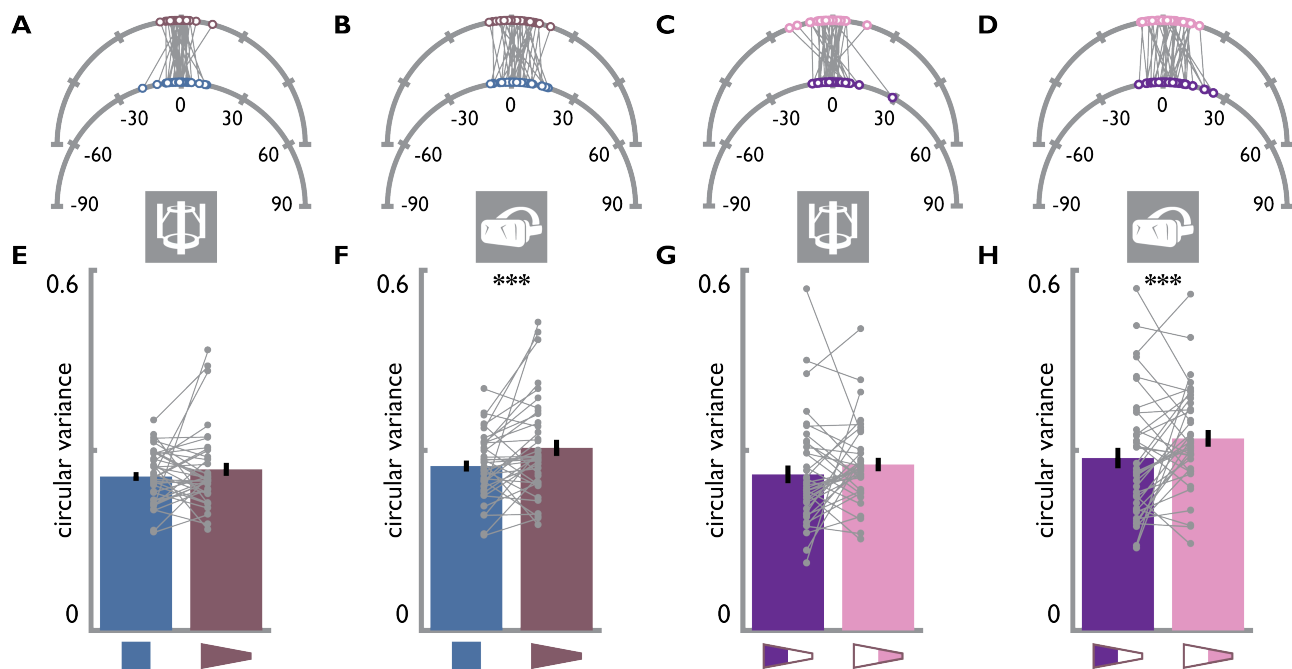 A B C D
0 0 0 0
-30 30 -30 30 -30 30 -30 30
-60 60 -60 60 -60 60 -60 60
-90 90 -90 90 -90 90 -90 90
E F G H
*** ***
0.6 0.6 0.6 0.6
circular variance circular variance circular variance circular variance
0 0 0 0